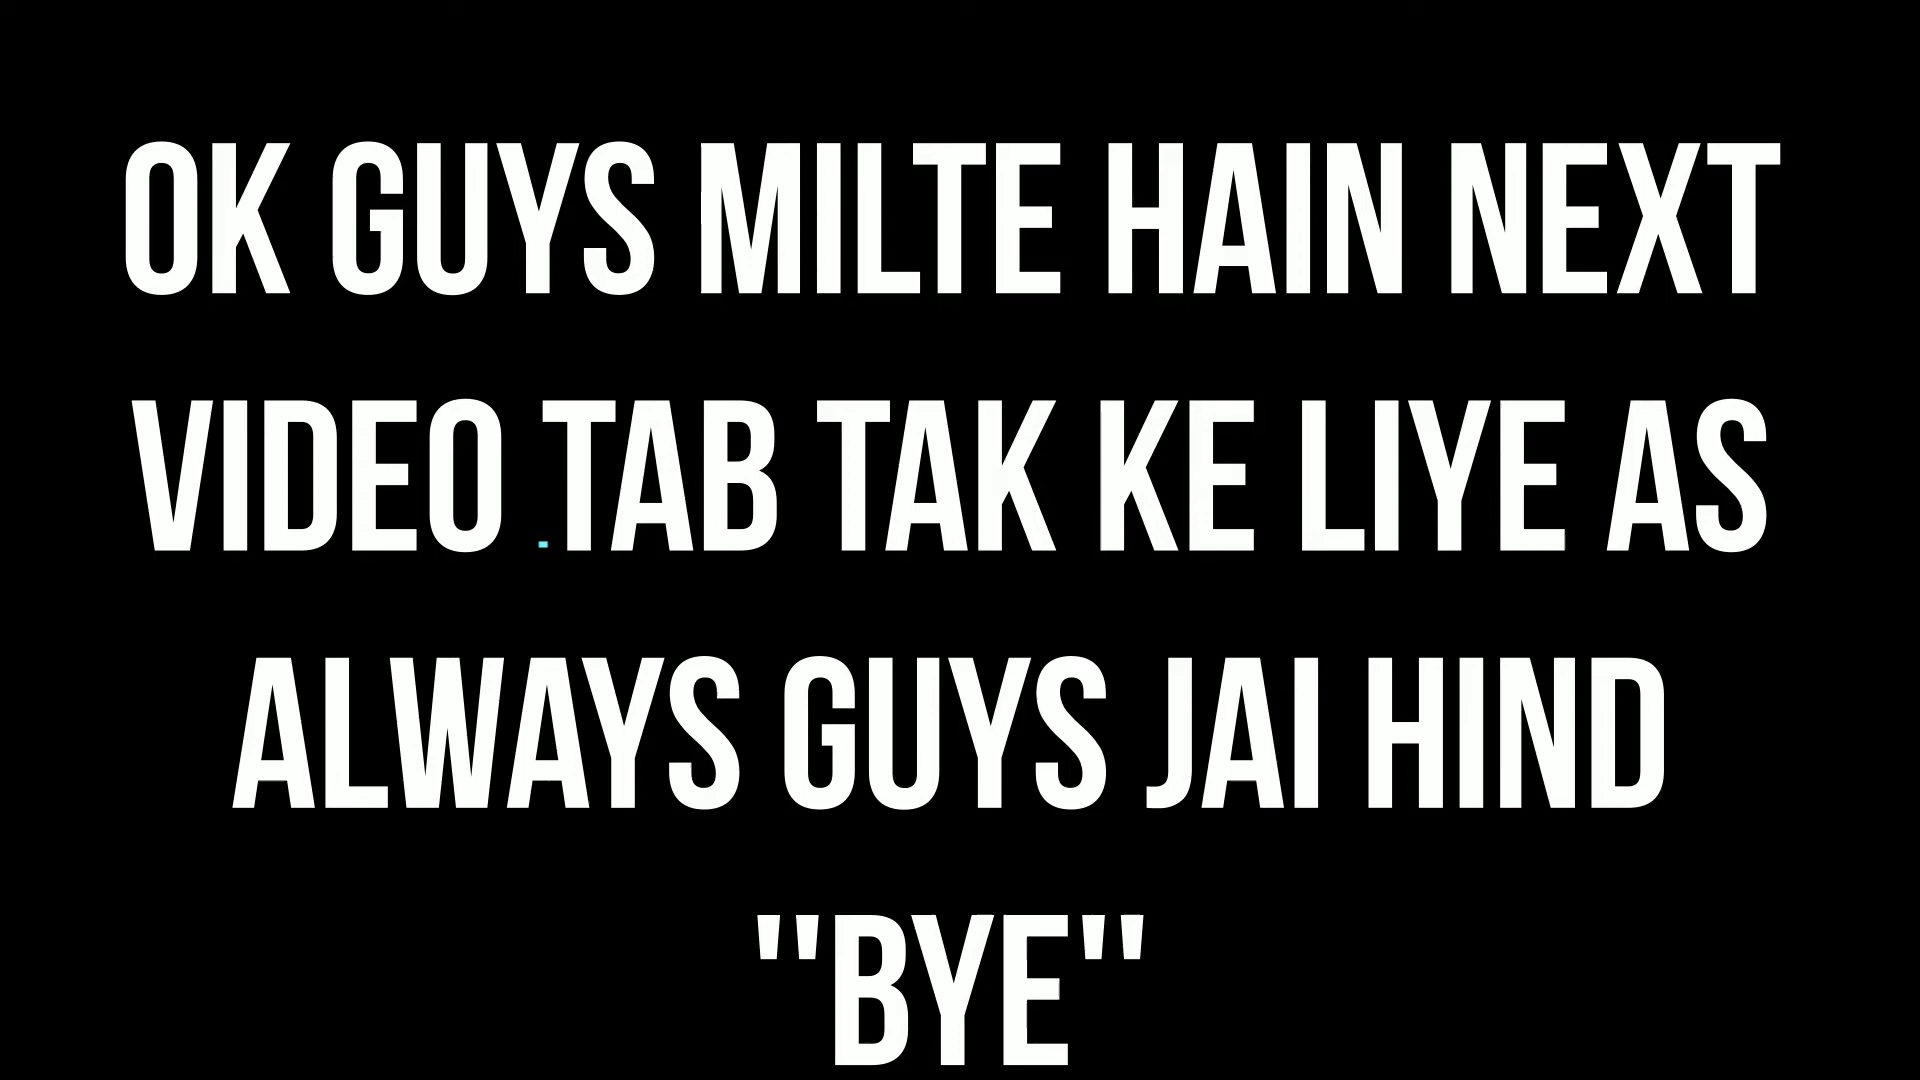 OK GUYS MILTE HAIN NEXT
VIDEO TAB TAK KE LIYE AS
ALWAYS GUYS JAI HIND
"BYE"